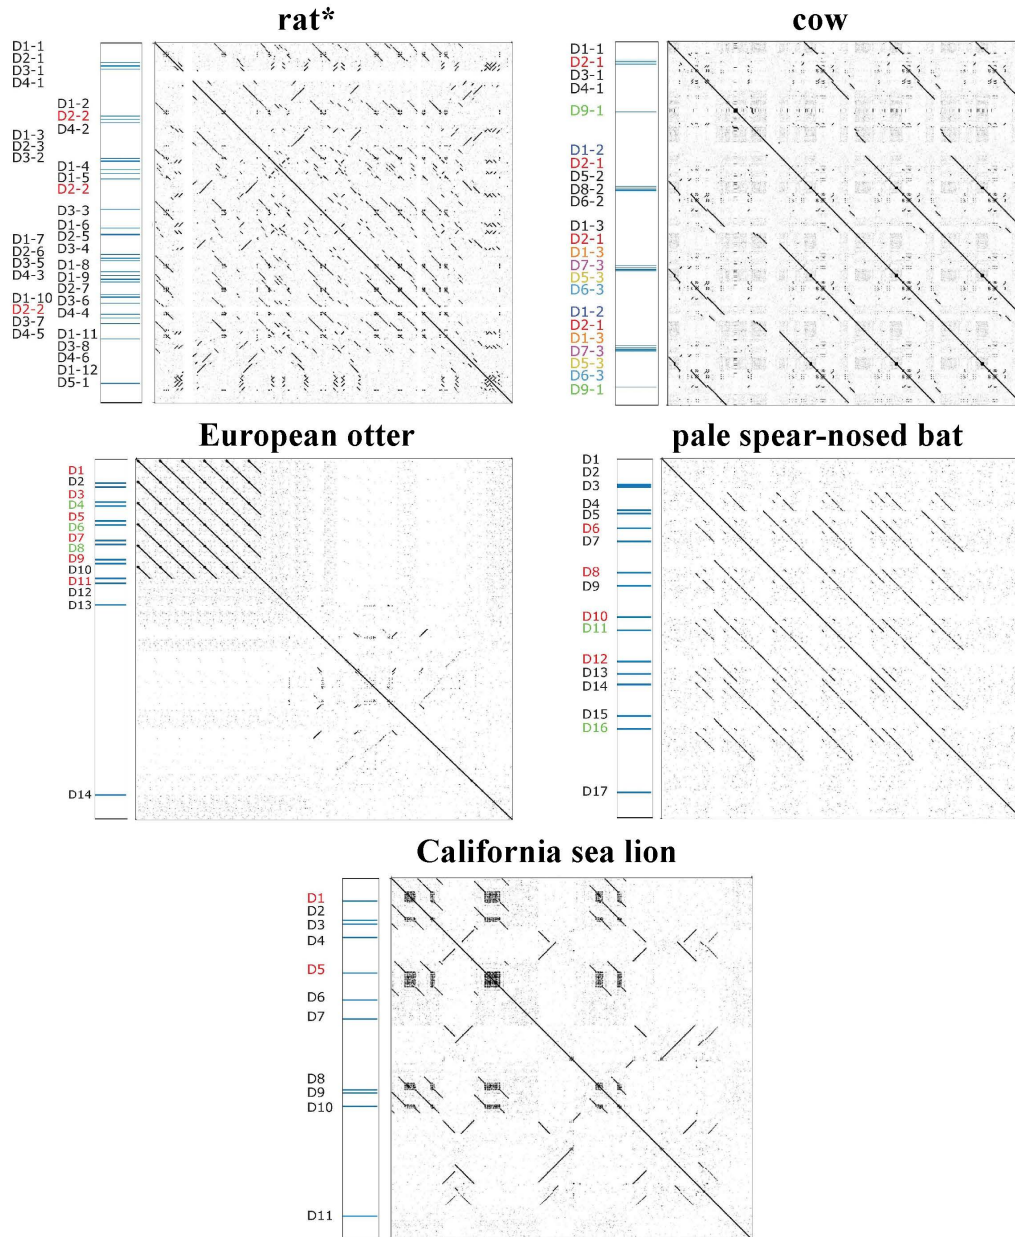 rat*
D1-1
D2-1
D3-1
D4-1
D1-2
D2-2
D4-2
D1-3
D2-3
D3-2
D1-4
D1-5
D2-2
D3-3
D1-6
D2-5
D3-4
D1-7
D2-6
D3-5
D4-3
D1-8
D1-9
D2-7
D3-6
D4-4
D1-10
D2-2
D3-7
D4-5
D1-11
D3-8
D4-6
D1-12
D5-1
cow
D1-1
D2-1
D3-1
D4-1
D9-1
D1-2
D2-1
D5-2
D8-2
D6-2
D1-3
D2-1
D1-3
D7-3
D5-3
D6-3
D1-2
D2-1
D1-3
D7-3
D5-3
D6-3
D9-1
European otter
D1
D2
D3
D4
D5
D6
D7
D8
D9
D10
D11
D12
D13
D14
pale spear-nosed bat
D1
D2
D3
D4
D5
D6
D7
D8
D9
D10
D11
D12
D13
D14
D15
D16
D17
California sea lion
D1
D2
D3
D4
D5
D6
D7
D8
D9
D10
D11